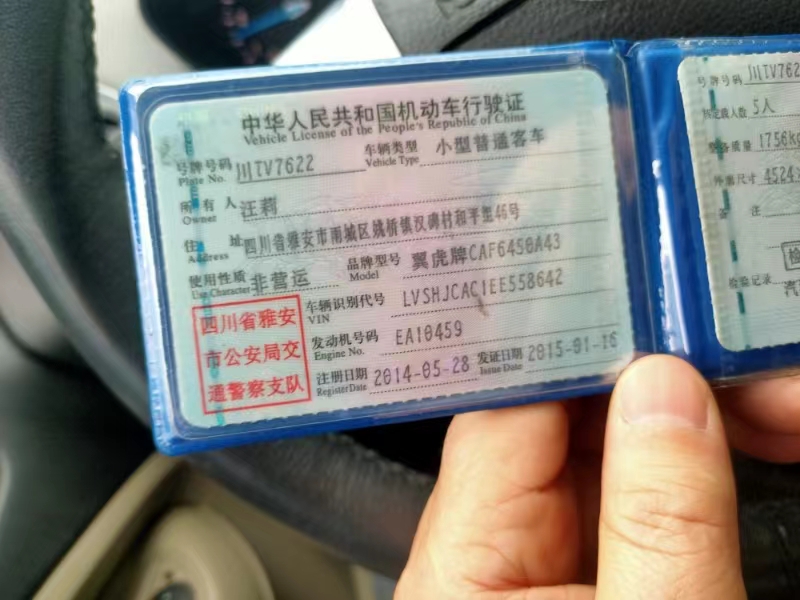 中华人民共和国机动车行驶证
Vehicle License of the People's Republic of China
号牌号码 川TV7622 车辆类型 小型普通客车
Plate No. Vehicle Type
所有人 汪莉
Owner
住址 四川省雅安市雨城区姚桥镇汉碑村和平里46号
Address
使用性质 非营运 品牌型号 翼虎牌CAF6450A43
Use Character Model
车辆识别代号 LVSHJCAC1EE558642
VIN
发动机号码 EA10459
Engine No.
注册日期 2014-05-28 发证日期 2015-01-16
Register Date Issue Date
四川省雅安
市公安局交
通警察支队
号牌号码 川TV762
核定载人数 5人
整备质量 1756kg
外廓尺寸 4524
备 注
检
检验记录 汽